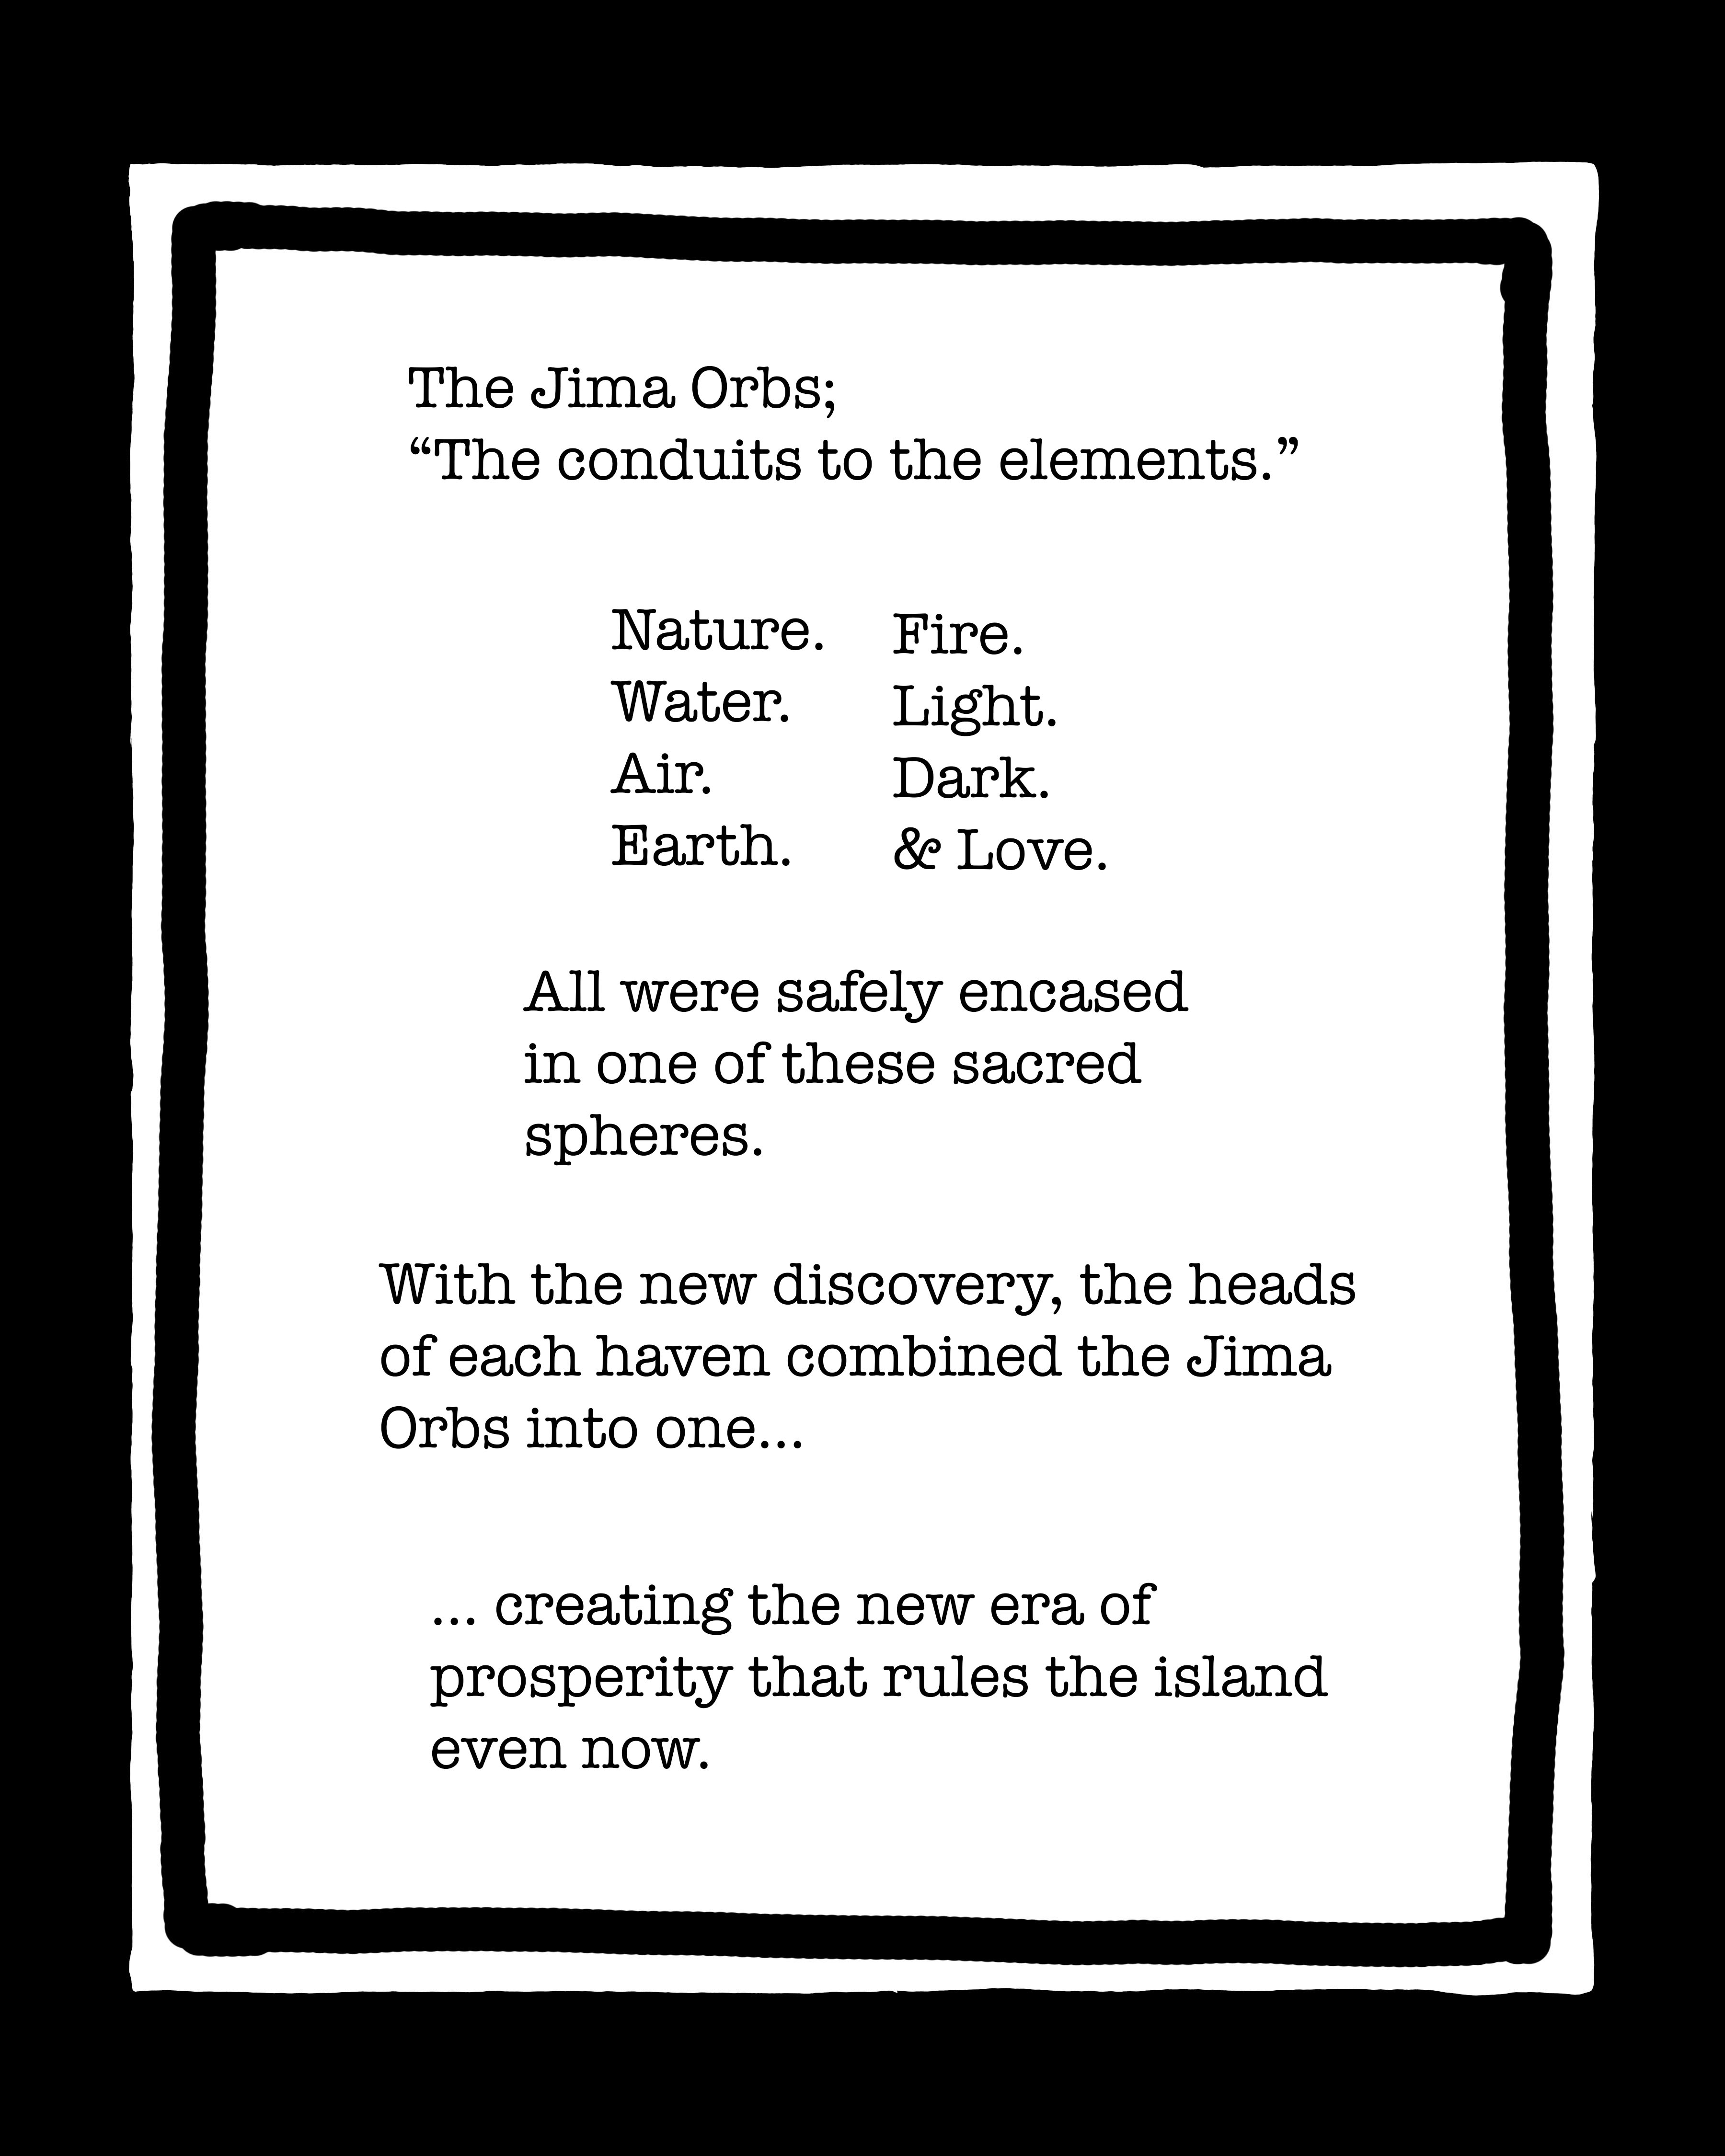 The Jima Orbs;
“The conduits to the elements.”
Nature.
Water.
Air.
Earth.
Fire.
Light.
Dark.
& Love.
All were safely encased
in one of these sacred
spheres.
With the new discovery, the heads
of each haven combined the Jima
Orbs into one...
... creating the new era of
prosperity that rules the island
even now.